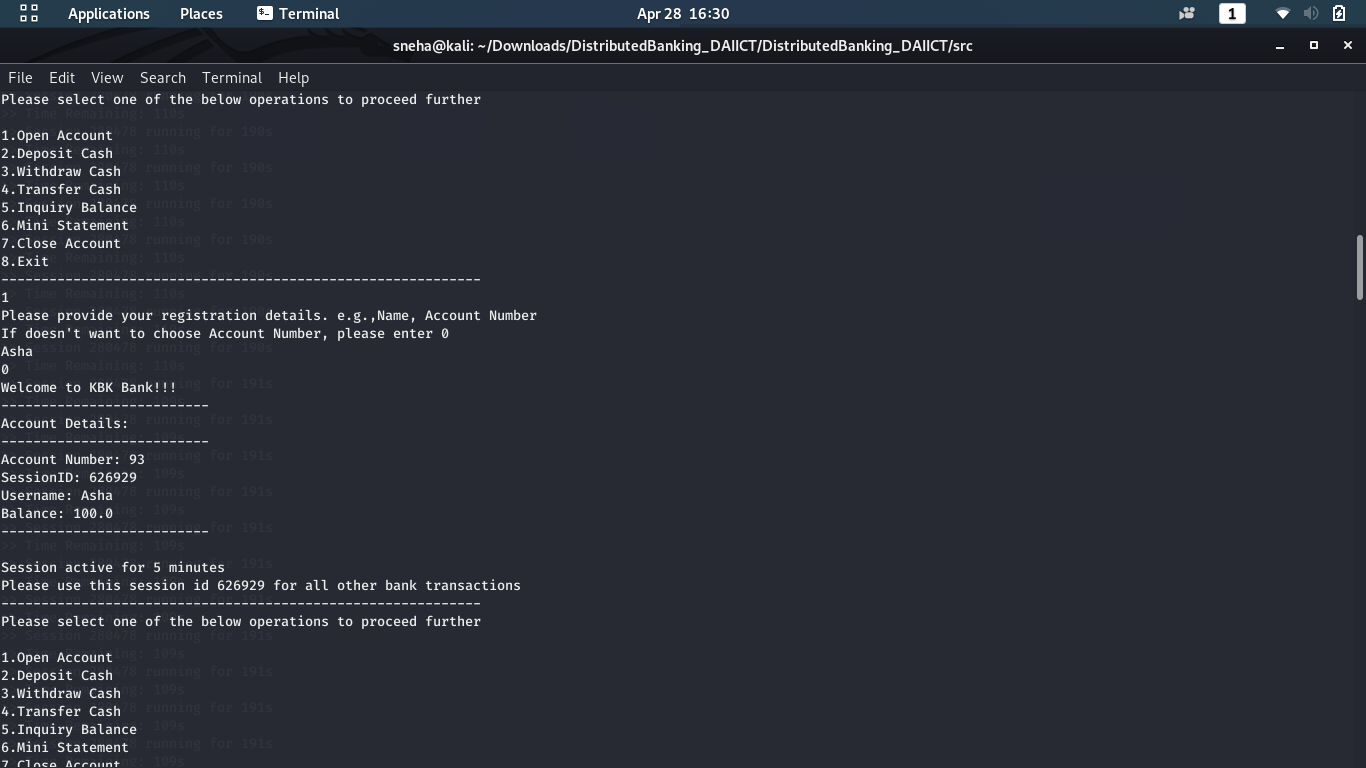 Applications Places Terminal Apr 28 16:30 1
sneha@kali: ~/Downloads/DistributedBanking_DAIICT/DistributedBanking_DAIICT/src
File Edit View Search Terminal Help
Please select one of the below operations to proceed further
1.Open Account
2.Deposit Cash
3.Withdraw Cash
4.Transfer Cash
5.Inquiry Balance
6.Mini Statement
7.Close Account
8.Exit
------------------------------------------------------------
1
Please provide your registration details. e.g.,Name, Account Number
If doesn't want to choose Account Number, please enter 0
Asha
0
Welcome to KBK Bank!!!
--------------------------
Account Details:
--------------------------
Account Number: 93
SessionID: 626929
Username: Asha
Balance: 100.0
--------------------------
Session active for 5 minutes
Please use this session id 626929 for all other bank transactions
------------------------------------------------------------
Please select one of the below operations to proceed further
1.Open Account
2.Deposit Cash
3.Withdraw Cash
4.Transfer Cash
5.Inquiry Balance
6.Mini Statement
7.Close Account